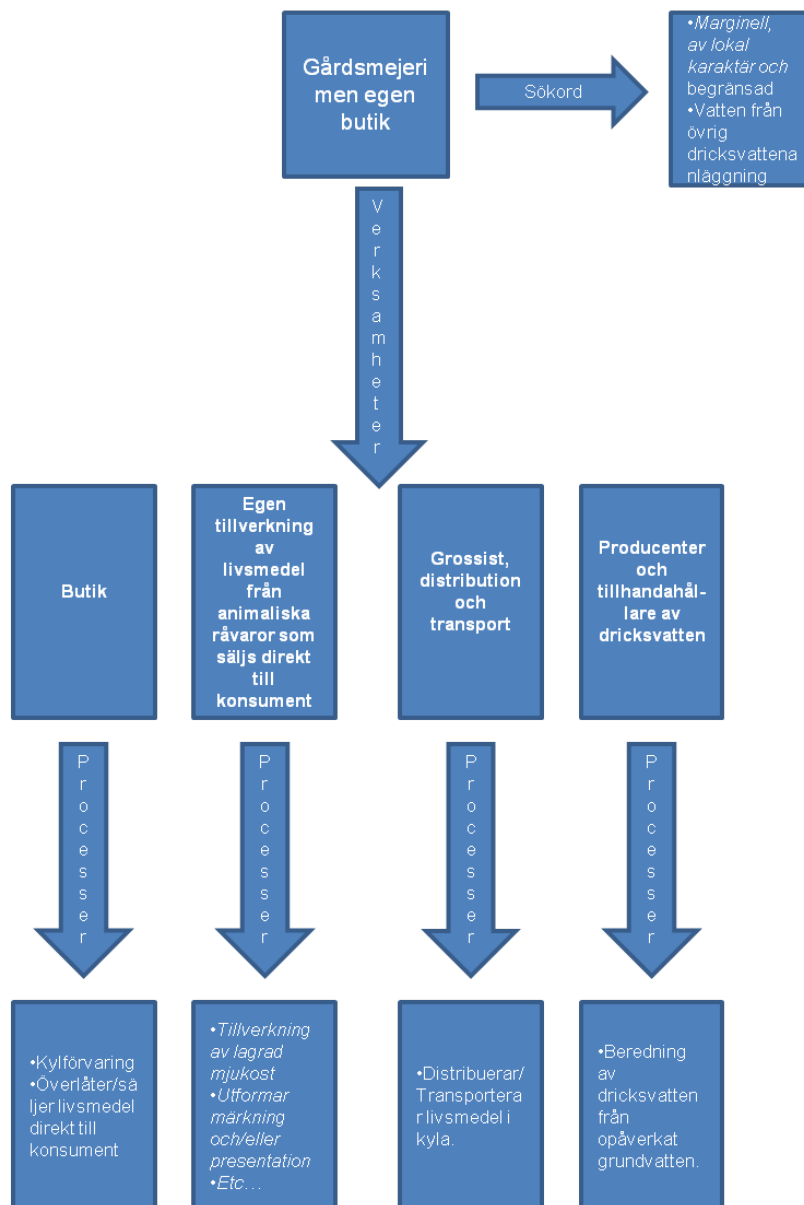 Gårdsmejeri
men egen
butik
Sökord
•Marginell,
av lokal
karaktär och
begränsad
•Vatten från
övrig
dricksvattena
nläggning
Verksamheter
Butik
Egen
tillverkning
av
livsmedel
från
animaliska
råvaror som
säljs direkt
till
konsument
Grossist,
distribution
och
transport
Producenter
och
tillhandahål-
lare av
dricksvatten
Processer
Processer
Processer
Processer
•Kylförvaring
•Överlåter/sä
ljer livsmedel
direkt till
konsument
•Tillverkning
av lagrad
mjukost
•Utformar
märkning
och/eller
presentation
•Etc…
•Distribuerar/
Transportera
r livsmedel i
kyla.
•Beredning
av
dricksvatten
från
opåverkat
grundvatten.